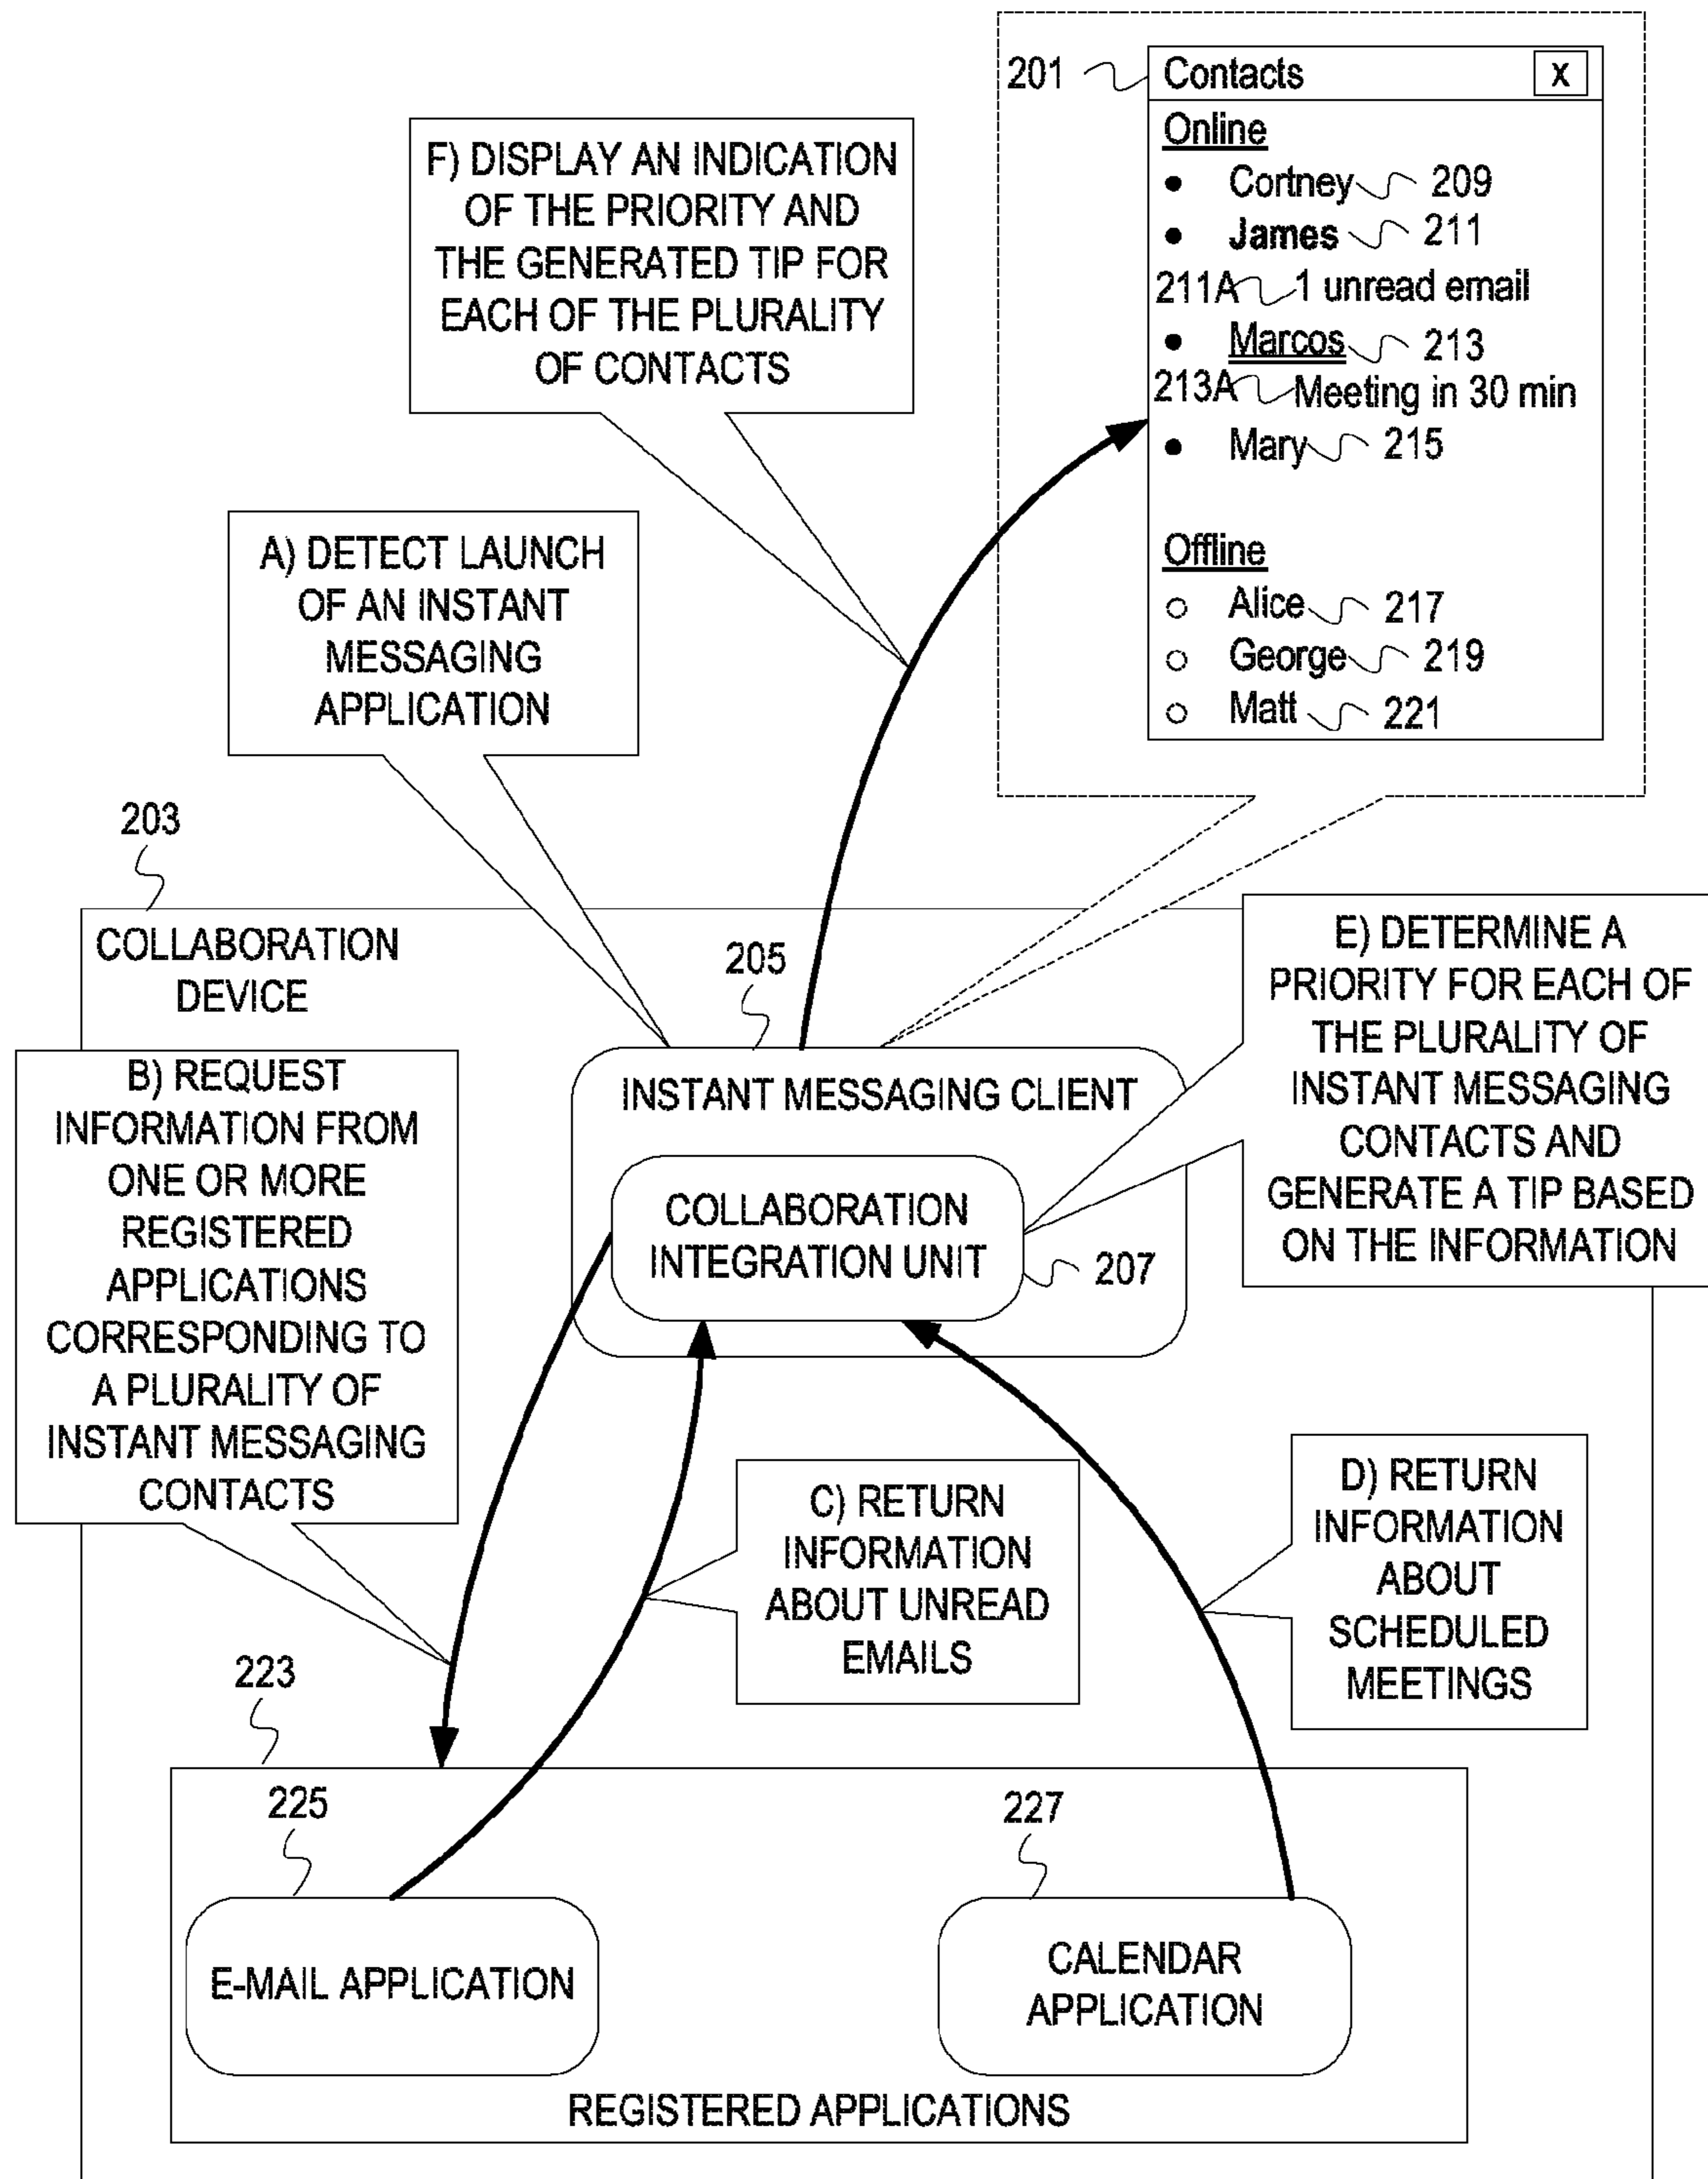 201
Contacts
X
Online
Cortney 209
James 211
211A 1 unread email
Marcos 213
213A Meeting in 30 min
Mary 215
Offline
Alice 217
George 219
Matt 221
F) DISPLAY AN INDICATION
OF THE PRIORITY AND
THE GENERATED TIP FOR
EACH OF THE PLURALITY
OF CONTACTS
A) DETECT LAUNCH
OF AN INSTANT
MESSAGING
APPLICATION
203
COLLABORATION
DEVICE
205
INSTANT MESSAGING CLIENT
COLLABORATION
INTEGRATION UNIT
207
E) DETERMINE A
PRIORITY FOR EACH OF
THE PLURALITY OF
INSTANT MESSAGING
CONTACTS AND
GENERATE A TIP BASED
ON THE INFORMATION
B) REQUEST
INFORMATION FROM
ONE OR MORE
REGISTERED
APPLICATIONS
CORRESPONDING TO
A PLURALITY OF
INSTANT MESSAGING
CONTACTS
C) RETURN
INFORMATION
ABOUT UNREAD
EMAILS
D) RETURN
INFORMATION
ABOUT
SCHEDULED
MEETINGS
223
225
E-MAIL APPLICATION
227
CALENDAR
APPLICATION
REGISTERED APPLICATIONS